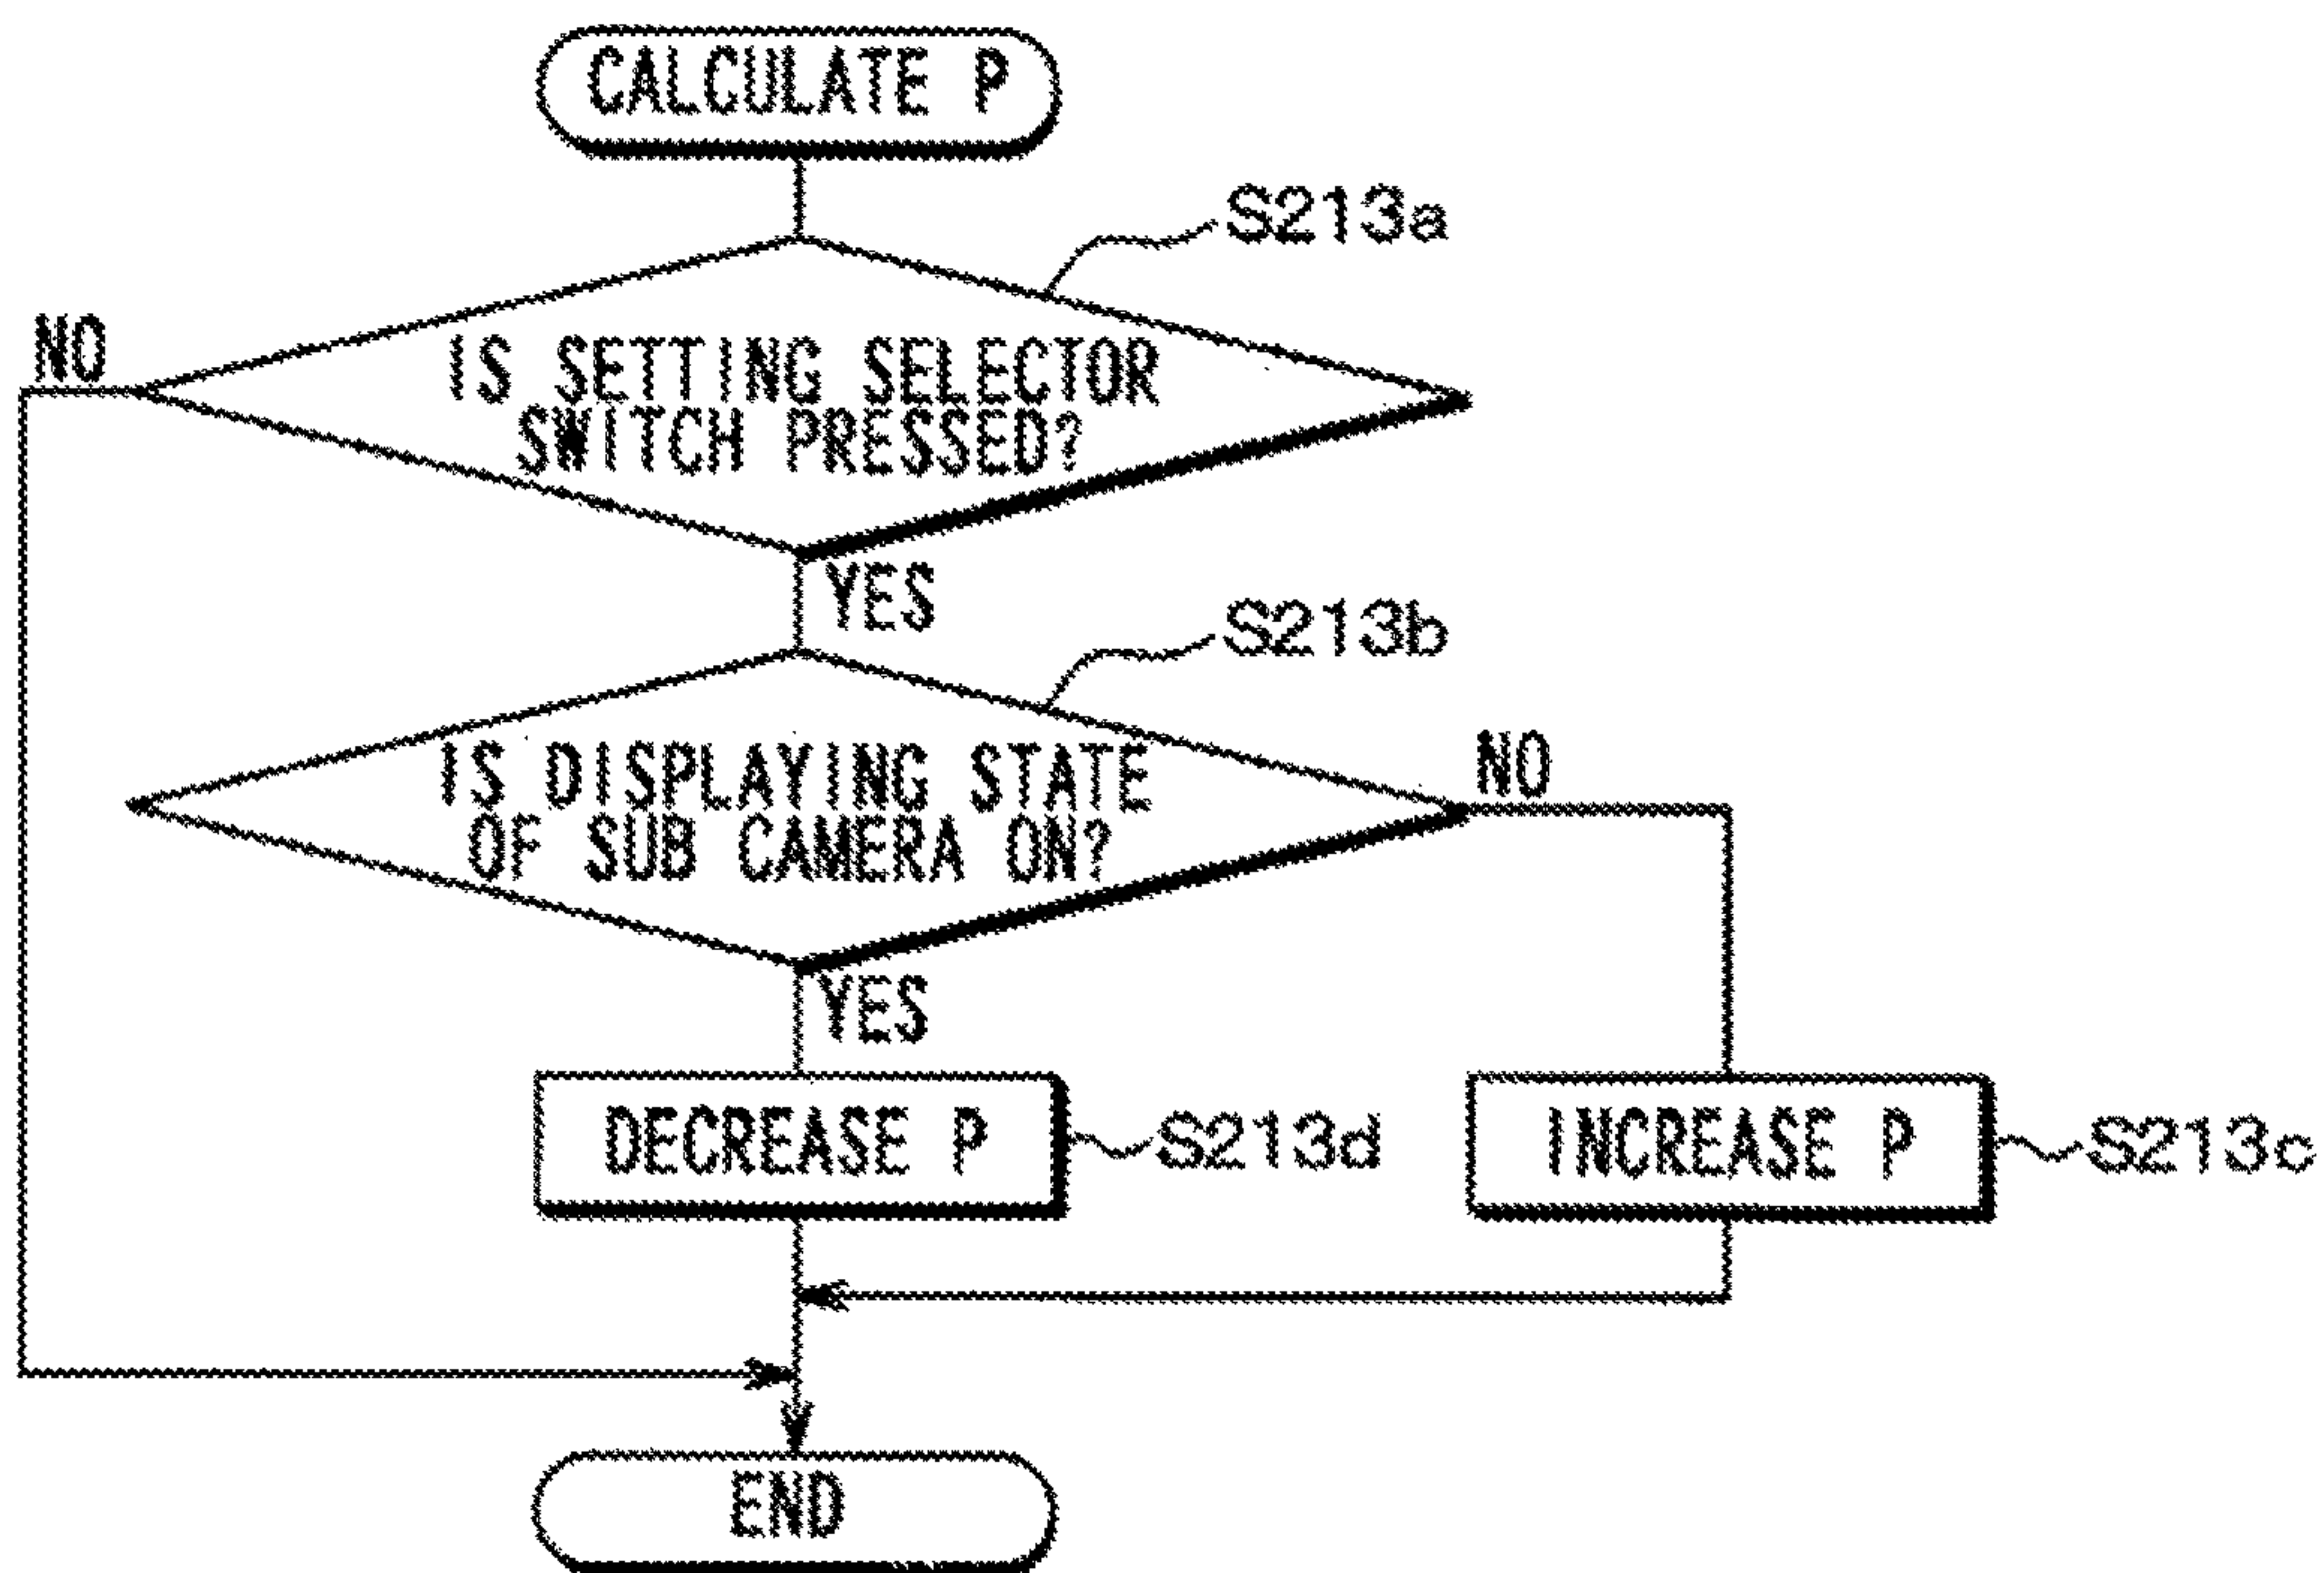 CALCULATE P
S213a
NO
IS SETTING SELECTOR
SWITCH PRESSED?
YES
S213b
IS DISPLAYING STATE
OF SUB CAMERA ON?
NO
YES
DECREASE P
S213d
INCREASE P
S213c
END